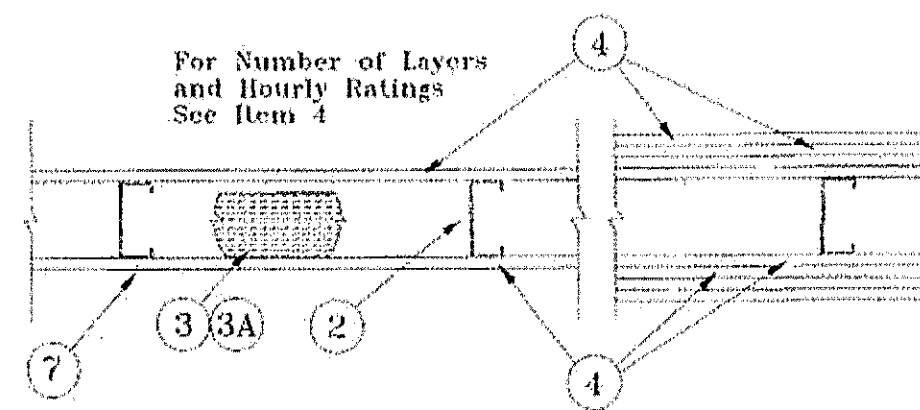 For Number of Layers
and Hourly Ratings
See Item 4
4
3 3A 2
7 4